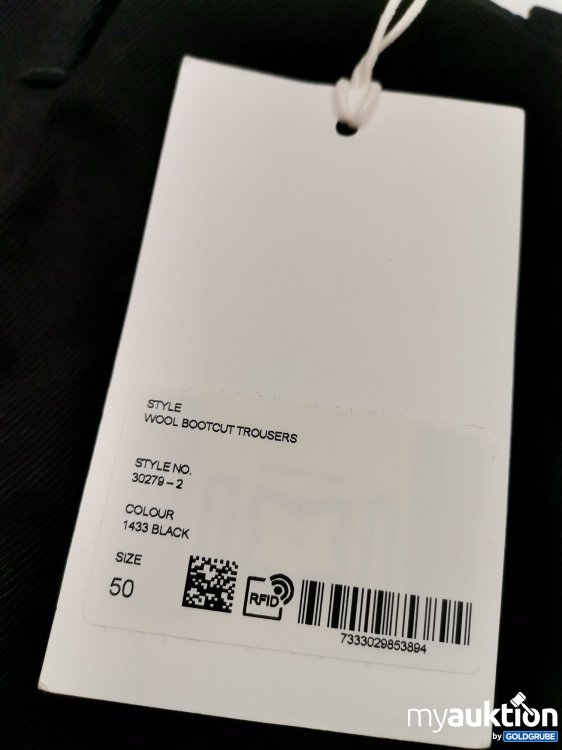 STYLE
WOOL BOOTCUT TROUSERS
STYLE NO.
30279 – 2
COLOUR
1433 BLACK
SIZE
50
RFID
7333029853894
myauktion
by GOLDGRUBE